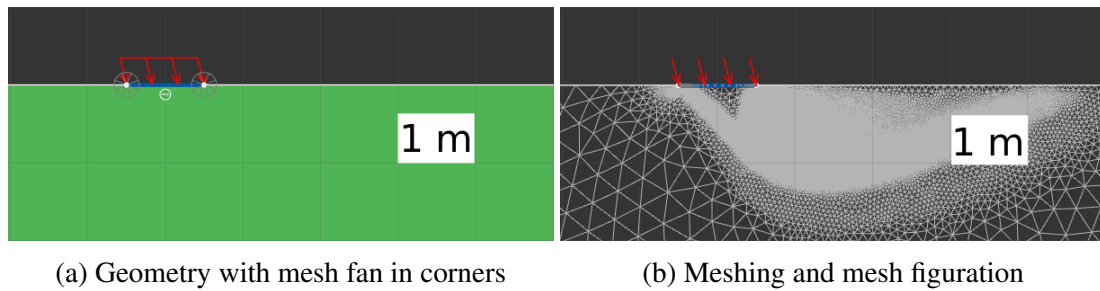 1 m
1 m
(a) Geometry with mesh fan in corners
(b) Meshing and mesh figuration